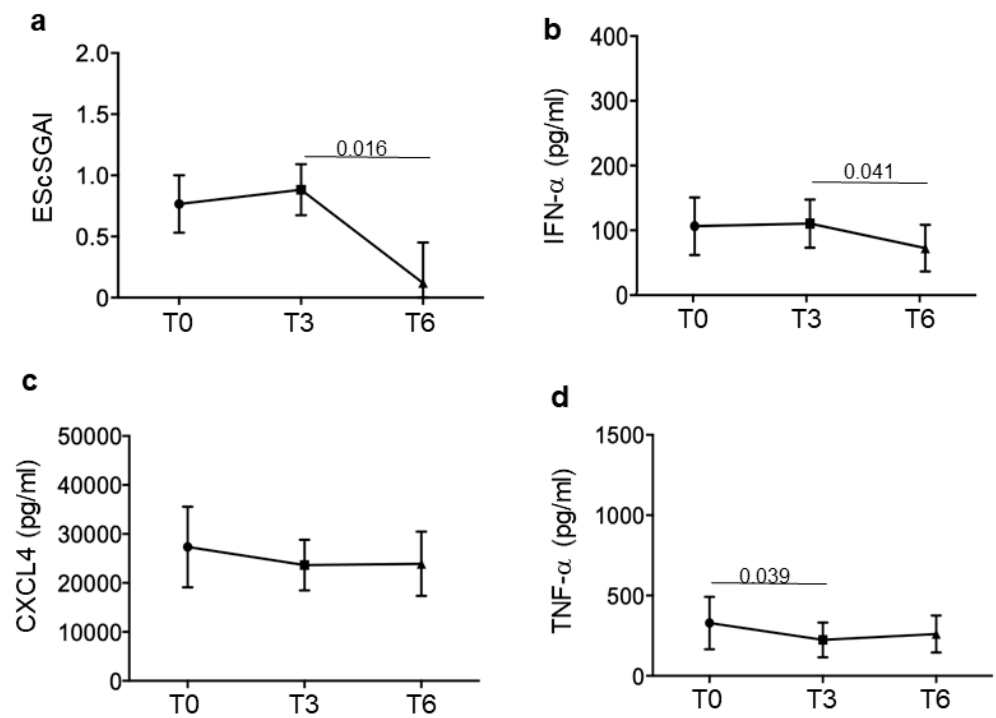 a
EScSGAI
2.0
1.5
1.0
0.5
0
0.016
T0 T3 T6
b
IFN-α (pg/ml)
400
300
200
100
0
0.041
T0 T3 T6
c
CXCL4 (pg/ml)
50000
40000
30000
20000
10000
0
T0 T3 T6
d
TNF-α (pg/ml)
1500
1000
500
0
0.039
T0 T3 T6